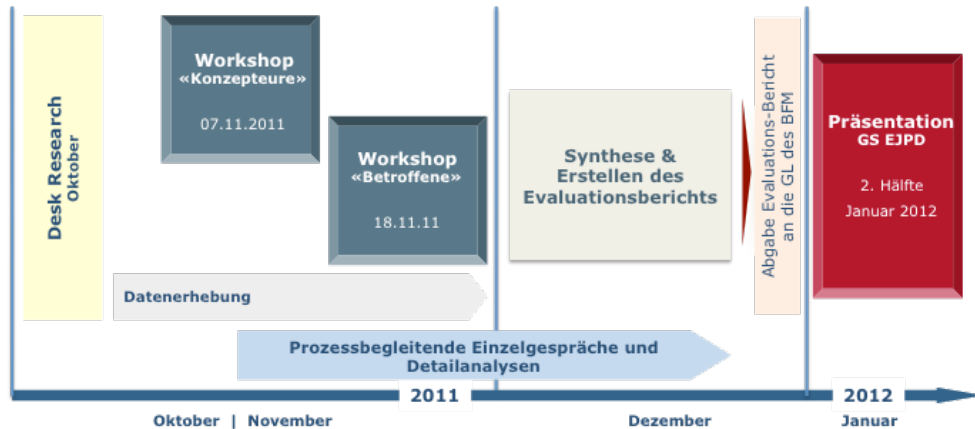 Desk Research
Oktober
Workshop
«Konzepteure»
07.11.2011
Workshop
«Betroffene»
18.11.11
Datenerhebung
Synthese &
Erstellen des
Evaluationsberichts
Abgabe Evaluations-Bericht
an die GL des BFM
Präsentation
GS EJPD
2. Hälfte
Januar 2012
Prozessbegleitende Einzelgespräche und
Detailanalysen
2011
2012
Oktober | November
Dezember
Januar